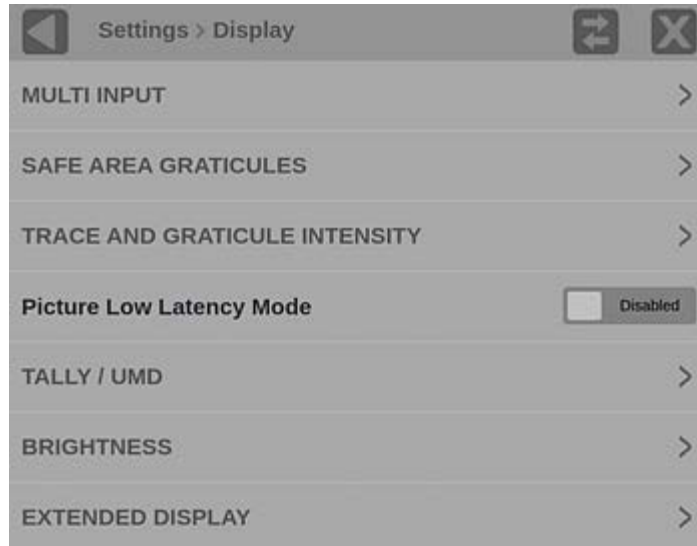 Settings > Display
MULTI INPUT
SAFE AREA GRATICULES
TRACE AND GRATICULE INTENSITY
Picture Low Latency Mode
Disabled
TALLY / UMD
BRIGHTNESS
EXTENDED DISPLAY